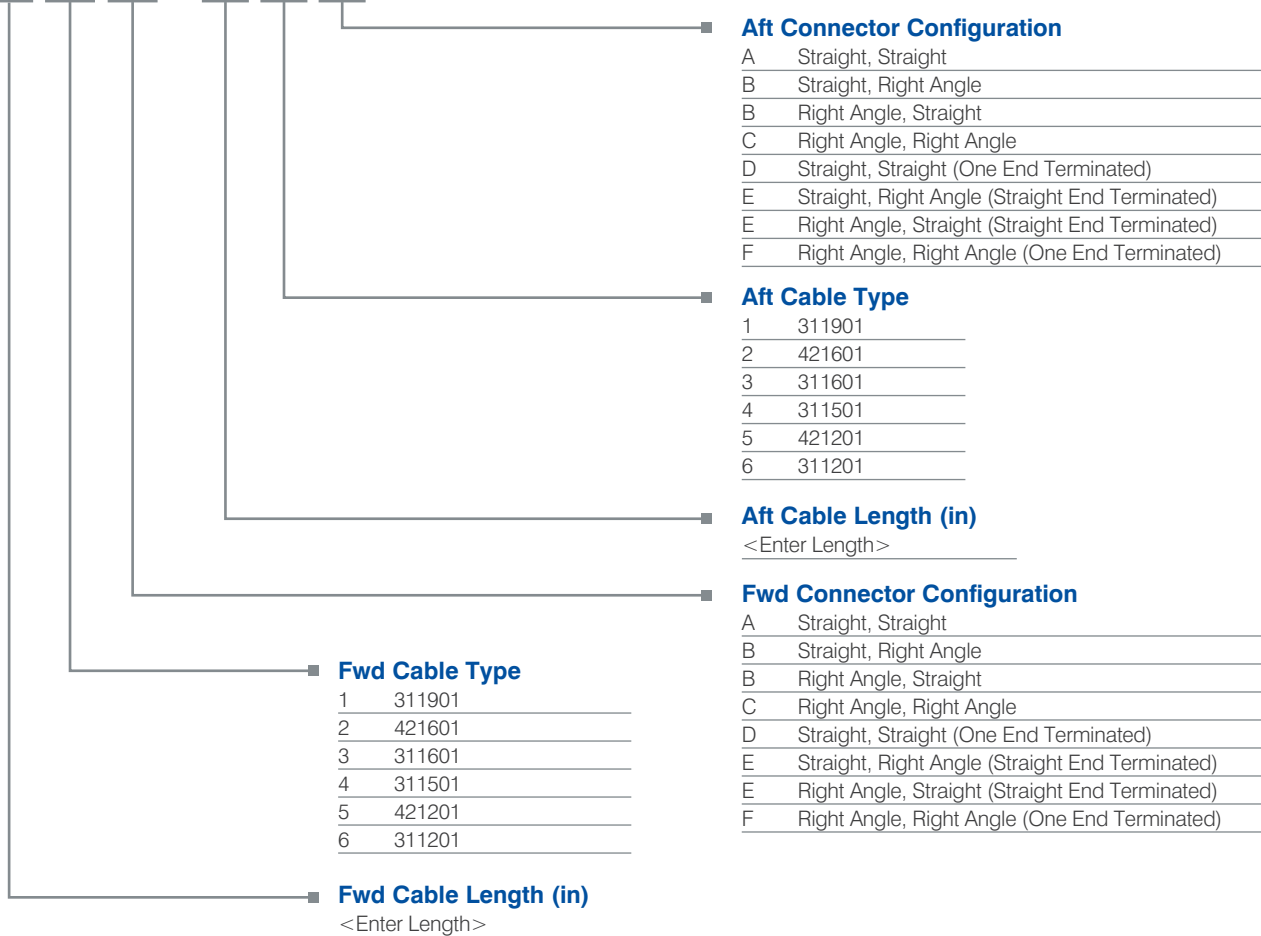 Aft Connector Configuration
A Straight, Straight
B Straight, Right Angle
B Right Angle, Straight
C Right Angle, Right Angle
D Straight, Straight (One End Terminated)
E Straight, Right Angle (Straight End Terminated)
E Right Angle, Straight (Straight End Terminated)
F Right Angle, Right Angle (One End Terminated)
Aft Cable Type
1 311901
2 421601
3 311601
4 311501
5 421201
6 311201
Aft Cable Length (in)
<Enter Length>
Fwd Connector Configuration
A Straight, Straight
B Straight, Right Angle
B Right Angle, Straight
C Right Angle, Right Angle
D Straight, Straight (One End Terminated)
E Straight, Right Angle (Straight End Terminated)
E Right Angle, Straight (Straight End Terminated)
F Right Angle, Right Angle (One End Terminated)
Fwd Cable Type
1 311901
2 421601
3 311601
4 311501
5 421201
6 311201
Fwd Cable Length (in)
<Enter Length>